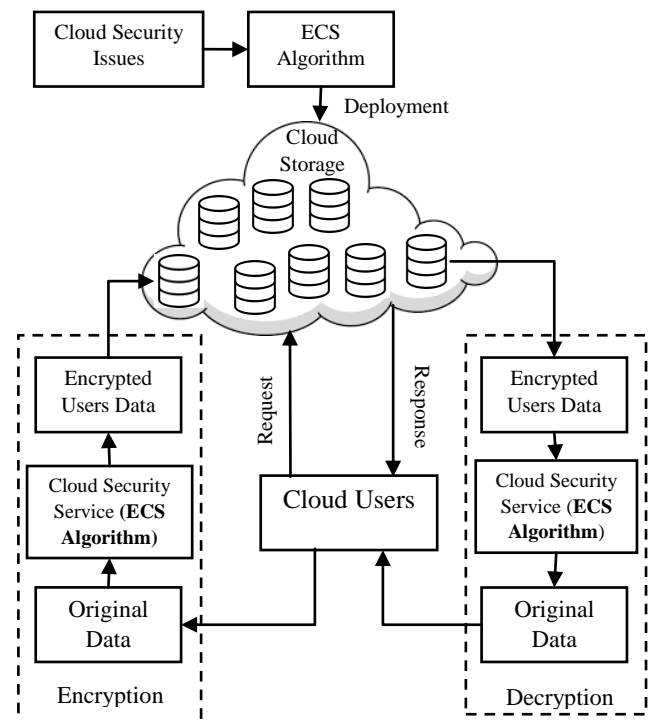 Cloud Security
Issues
ECS
Algorithm
Deployment
Cloud
Storage
Encrypted
Users Data
Cloud Security
Service (ECS
Algorithm)
Original
Data
Encryption
Request
Response
Cloud Users
Encrypted
Users Data
Cloud Security
Service (ECS
Algorithm)
Original
Data
Decryption